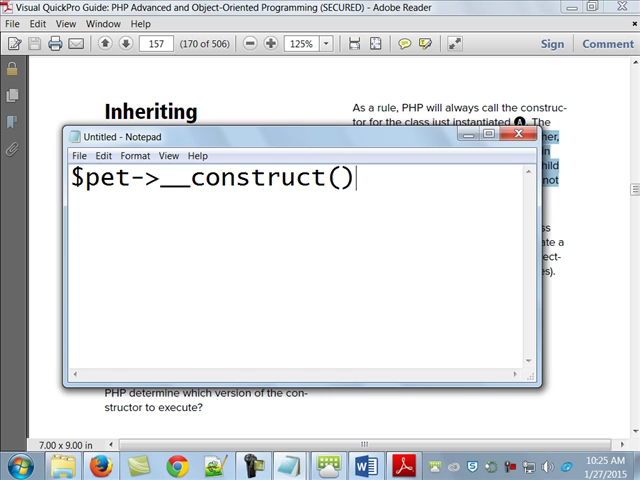 Visual QuickPro Guide: PHP Advanced and Object-Oriented Programming (SECURED) - Adobe Reader
File Edit View Window Help
157 (170 of 506) 125% Sign Comment
Inheriting
As a rule, PHP will always call the construc-
tor for the class just instantiated A. The
Untitled - Notepad
File Edit Format View Help
$pet->__construct()
PHP determine which version of the con-
structor to execute?
7.00 x 9.00 in
10:25 AM
1/27/2015